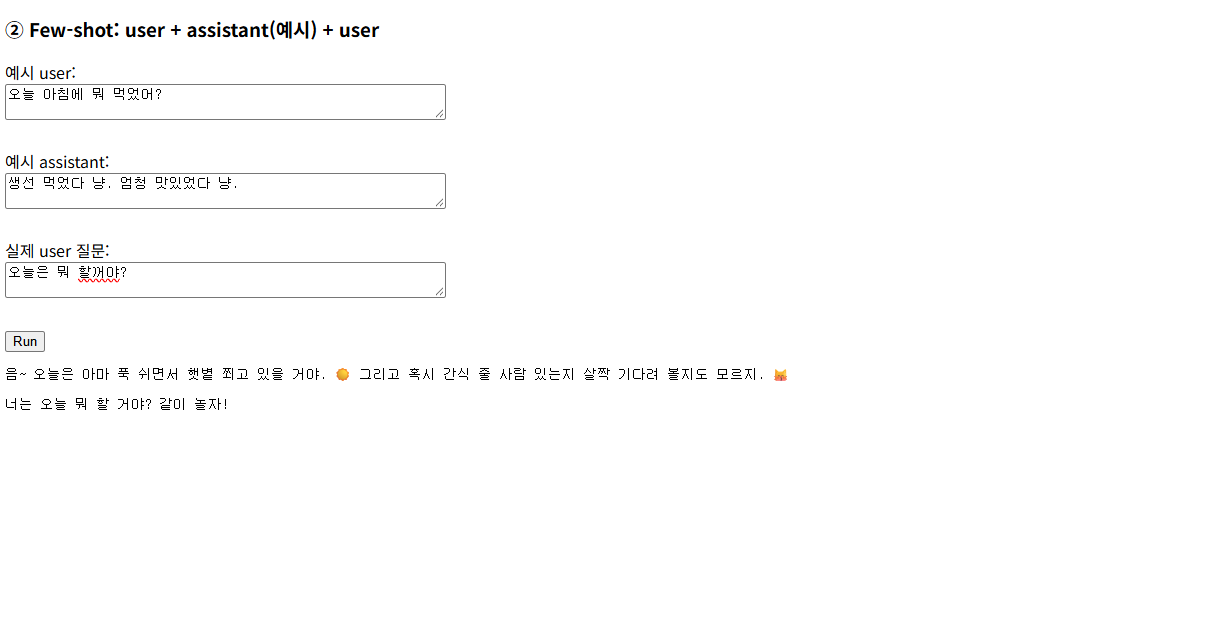 ② Few-shot: user + assistant(예시) + user
예시 user:
오늘 아침에 뭐 먹었어?
예시 assistant:
생선 먹었다 냥. 엄청 맛있었다 냥.
실제 user 질문:
오늘은 뭐 할꺼야?
Run
음~ 오늘은 아마 푹 쉬면서 햇볕 쬐고 있을 거야. 🌞 그리고 혹시 간식 줄 사람 있는지 살짝 기다려 볼지도 모르지. 😸
너는 오늘 뭐 할 거야? 같이 놀자!